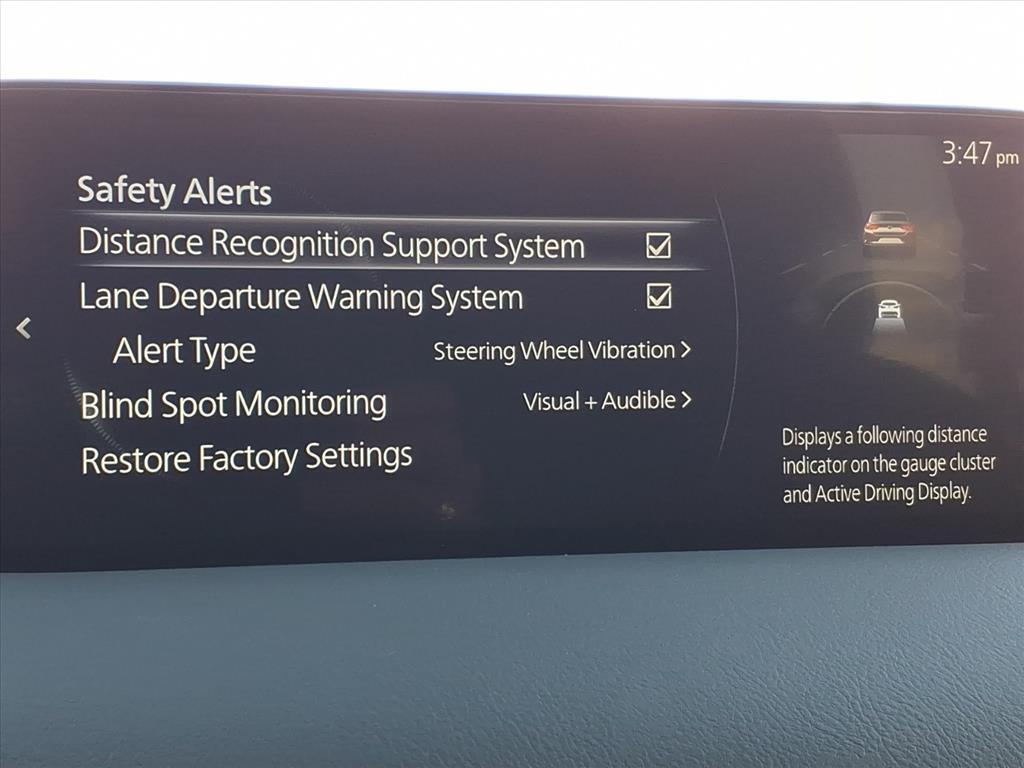 3:47 pm
Safety Alerts
Distance Recognition Support System
Lane Departure Warning System
Alert Type Steering Wheel Vibration >
Blind Spot Monitoring Visual + Audible >
Restore Factory Settings
Displays a following distance
indicator on the gauge cluster
and Active Driving Display.